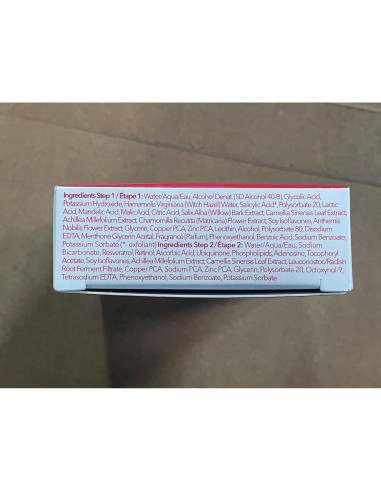 Ingredients Step 1 / Étape 1: Water/Aqua/Eau, Alcohol Denat. (SD Alcohol 40-B), Glycolic Acid,
Potassium Hydroxide, Hamamelis Virginiana (Witch Hazel) Water, Salicylic Acid*, Polysorbate 20, Lactic
Acid, Mandelic Acid, Malic Acid, Citric Acid, Salix Alba (Willow) Bark Extract, Camellia Sinensis Leaf Extract,
Achillea Millefolium Extract, Chamomilla Recutita (Matricaria) Flower Extract, Soy Isoflavones, Anthemis
Nobilis Flower Extract, Glycerin, Copper PCA, Zinc PCA, Lecithin, Alcohol, Polysorbate 80, Disodium
EDTA, Menthone Glycerin Acetal, Fragrance (Parfum), Phenoxyethanol, Benzoic Acid, Sodium Benzoate,
Potassium Sorbate (*- exfoliant) Ingredients Step 2 / Étape 2: Water/Aqua/Eau, Sodium
Bicarbonate, Resveratrol, Retinol, Ascorbic Acid, Ubiquinone, Phospholipids, Adenosine, Tocopheryl
Acetate, Soy Isoflavones, Achillea Millefolium Extract, Camellia Sinensis Leaf Extract, Leuconostoc/Radish
Root Ferment Filtrate, Copper PCA, Sodium PCA, Zinc PCA, Glycerin, Polysorbate 20, Octoxynol-9,
Tetrasodium EDTA, Phenoxyethanol, Sodium Benzoate, Potassium Sorbate